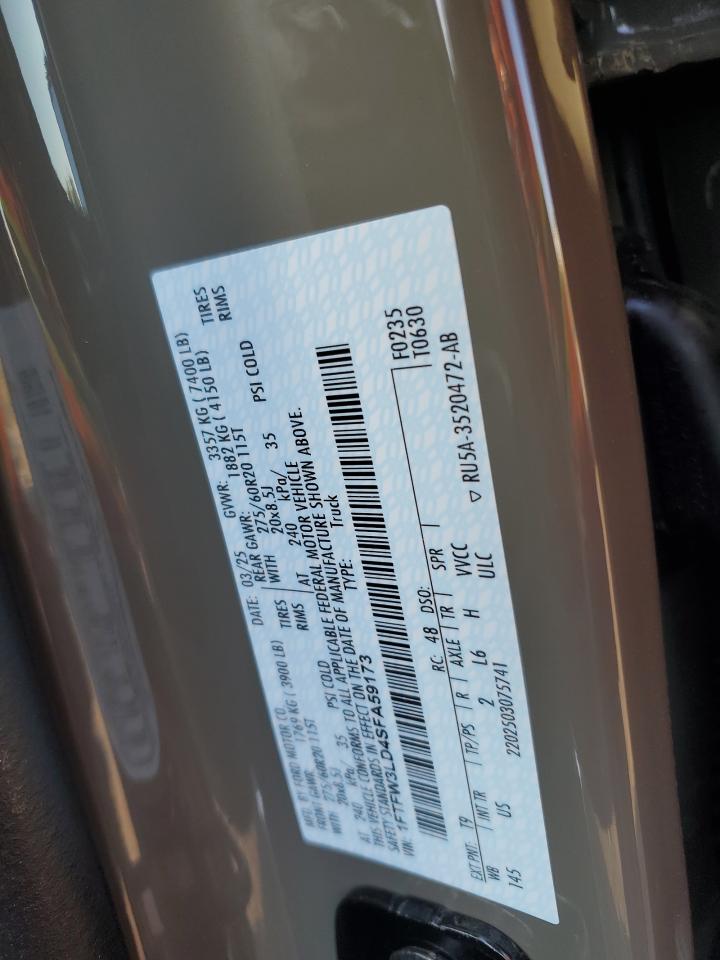 MFD. BY FORD MOTOR CO.
DATE: 03/25 GVWR: 3357 KG ( 7400 LB)
FRONT GAWR: 1769 KG ( 3900 LB) REAR GAWR: 1882 KG ( 4150 LB)
275/60R20 115T TIRES WITH 275/60R20 115T TIRES
WITH 20x8.5J RIMS 20x8.5J RIMS
AT 240 kPa/ 35 PSI COLD AT 240 kPa/ 35 PSI COLD
THIS VEHICLE CONFORMS TO ALL APPLICABLE FEDERAL MOTOR VEHICLE
SAFETY STANDARDS IN EFFECT ON THE DATE OF MANUFACTURE SHOWN ABOVE.
VIN: 1FTFW3LD4SFA59173 TYPE: Truck
F0235
T0630
EXT PNT: T9 RC: 48 DSO:
WB INT TR TP/PS R AXLE TR SPR
145 US 2 L6 H VVCC
2202503075741 ULC
▽ RU5A-3520472-AB